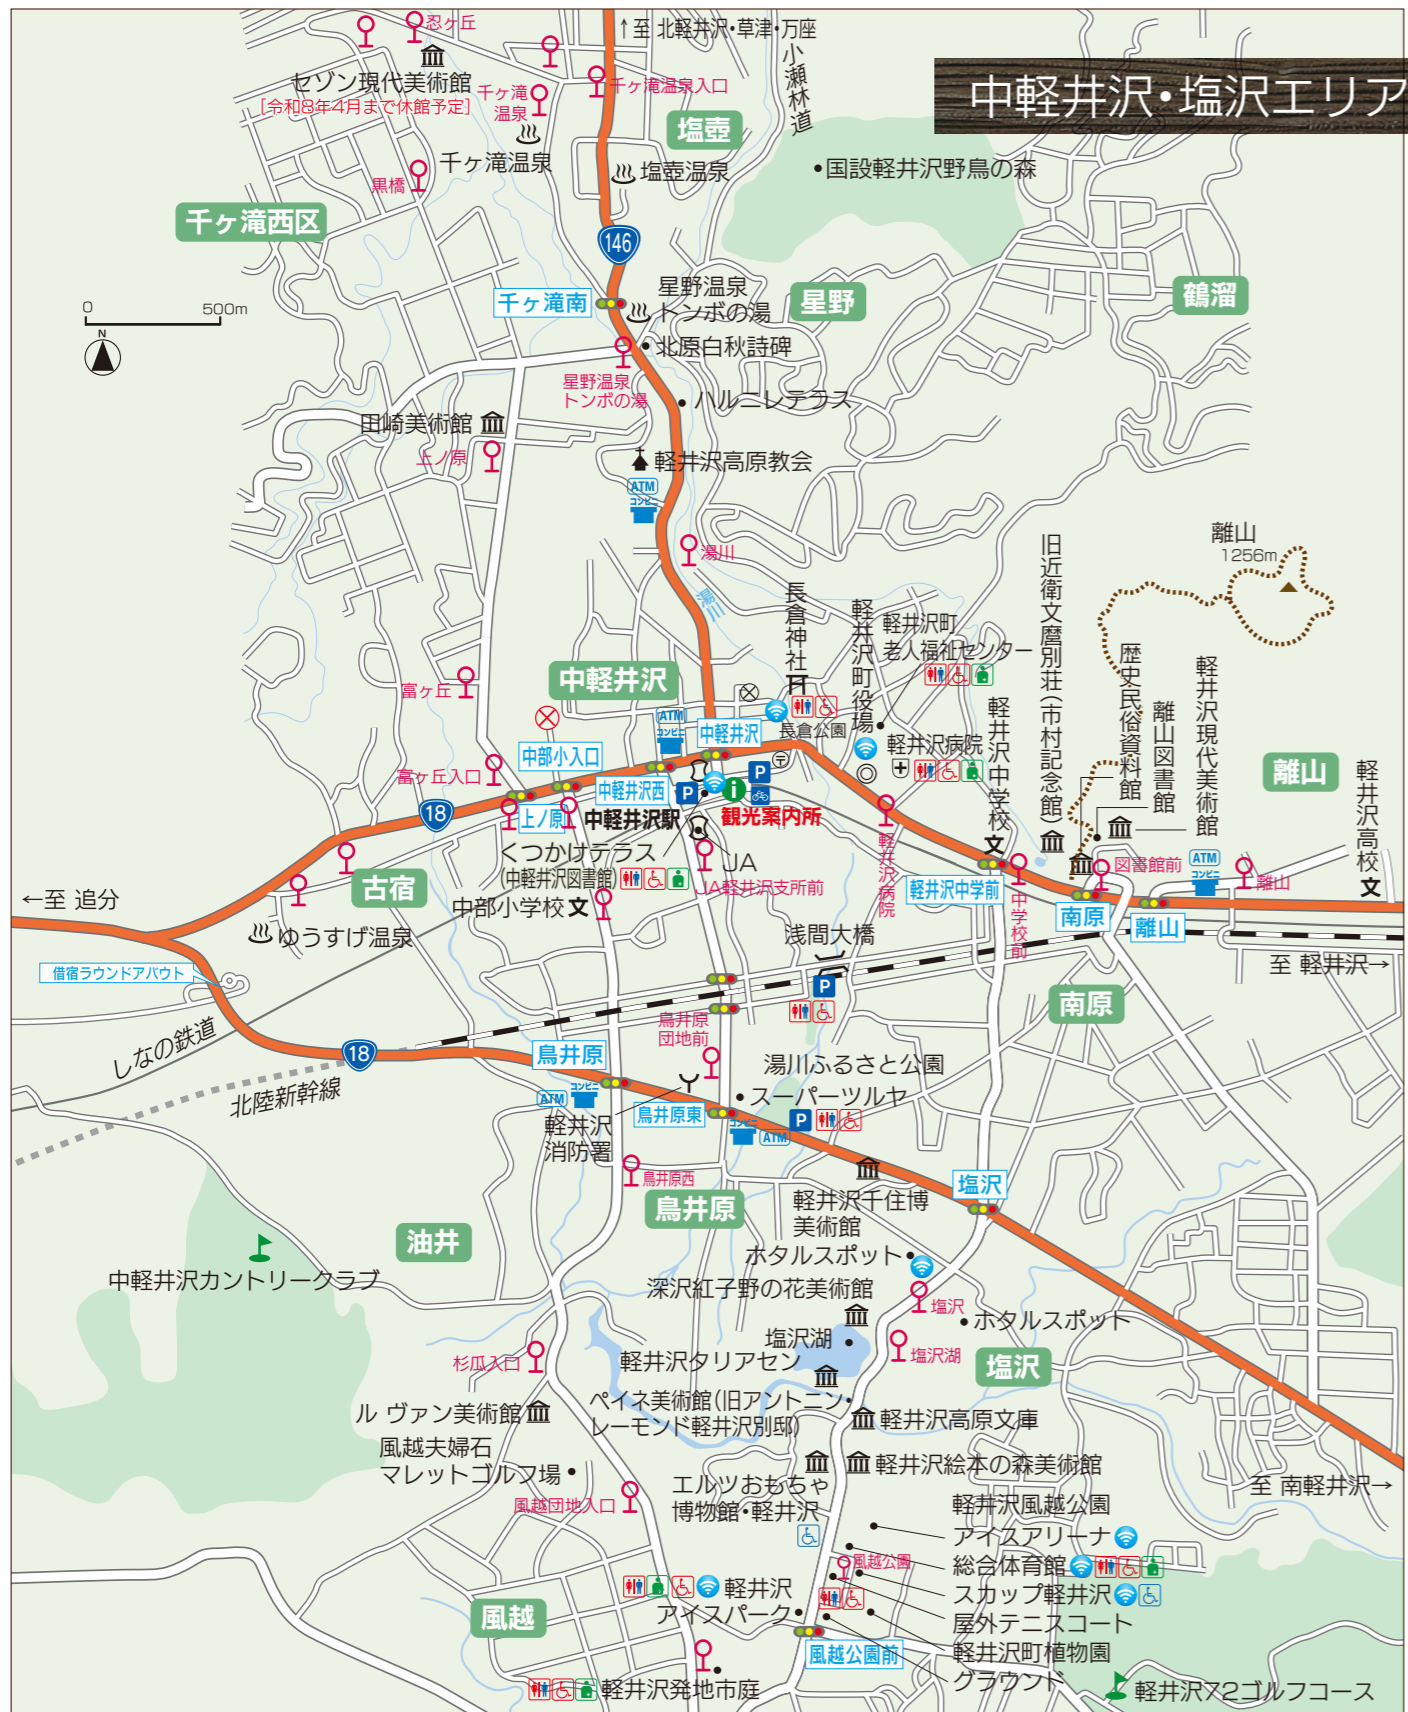 中軽井沢・塩沢エリア
↑至 北軽井沢・草津・万座
忍ヶ丘
セゾン現代美術館
[令和8年4月まで休館予定]
千ヶ滝
温泉
千ヶ滝温泉入口
小瀬林道
塩壺
千ヶ滝温泉
塩壺温泉
・国設軽井沢野鳥の森
黒橋
千ヶ滝西区
146
0 500m
N
千ヶ滝南
星野温泉
トンボの湯
星野
鶴溜
北原白秋詩碑
星野温泉
トンボの湯
ハルニレテラス
田崎美術館
上ノ原
軽井沢高原教会
ATM
コンビニ
湯川
湯川
離山
1256m
長倉神社
軽井沢町役場
軽井沢町
老人福祉センター
旧近衛文麿別荘(市村記念館)
歴史民俗資料館
離山図書館
軽井沢現代美術館
富ヶ丘
中軽井沢
ATM
コンビニ
中軽井沢
長倉公園
軽井沢病院
軽井沢中学校
文
離山
軽井沢高校
文
富ヶ丘入口
中部小入口
中軽井沢西
P
P
18
上ノ原
中軽井沢駅
観光案内所
くつかけテラス
(中軽井沢図書館)
JA
JA軽井沢支所前
軽井沢病院
軽井沢中学前
中学校前
図書館前
ATM
コンビニ
離山
南原
離山
←至 追分
古宿
中部小学校 文
ゆうすげ温泉
浅間大橋
P
至 軽井沢→
借宿ラウンドアバウト
南原
しなの鉄道
北陸新幹線
18
鳥井原
団地前
鳥井原
湯川ふるさと公園
スーパーツルヤ
P
ATM
コンビニ
軽井沢
消防署
鳥井原東
コンビニ
ATM
鳥井原西
鳥井原
軽井沢千住博
美術館
塩沢
油井
中軽井沢カントリークラブ
ホタルスポット
深沢紅子野の花美術館
塩沢
ホタルスポット
塩沢湖
塩沢湖
軽井沢タリアセン
塩沢
杉瓜入口
ペイネ美術館(旧アントニン・
レーモンド軽井沢別邸)
ル ヴァン美術館
軽井沢高原文庫
風越夫婦石
マレットゴルフ場
エルツおもちゃ
博物館・軽井沢
軽井沢絵本の森美術館
至 南軽井沢→
風越団地入口
軽井沢風越公園
アイスアリーナ
総合体育館
スカップ軽井沢
屋外テニスコート
軽井沢町植物園
グラウンド
風越公園
軽井沢
アイスパーク
風越
風越公園前
軽井沢発地市庭
軽井沢72ゴルフコース